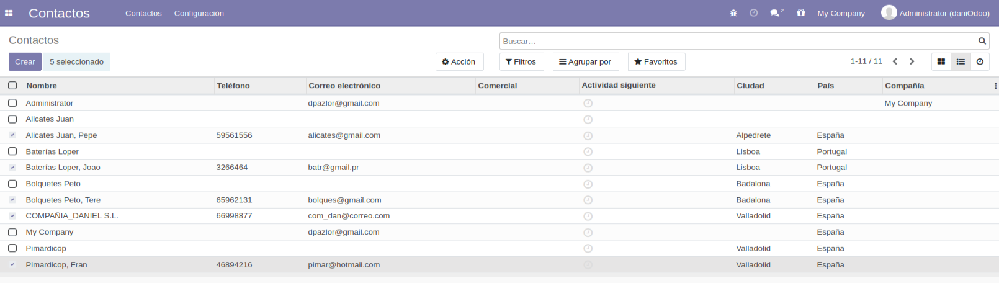 Contactos Contactos Configuración 2 My Company Administrator (daniOdoo)
Contactos Buscar…
Crear 5 seleccionado Acción Filtros Agrupar por Favoritos 1-11 / 11
Nombre Teléfono Correo electrónico Comercial Actividad siguiente Ciudad País Compañía
Administrator dpazlor@gmail.com My Company
Alicates Juan
Alicates Juan, Pepe 59561556 alicates@gmail.com Alpedrete España
Baterías Loper Lisboa Portugal
Baterías Loper, Joao 3266464 batr@gmail.pr Lisboa Portugal
Bolquetes Peto Badalona España
Bolquetes Peto, Tere 65962131 bolques@gmail.com Badalona España
COMPAÑIA_DANIEL S.L. 66998877 com_dan@correo.com Valladolid España
My Company dpazlor@gmail.com España
Pimardicop Valladolid España
Pimardicop, Fran 46894216 pimar@hotmail.com Valladolid España